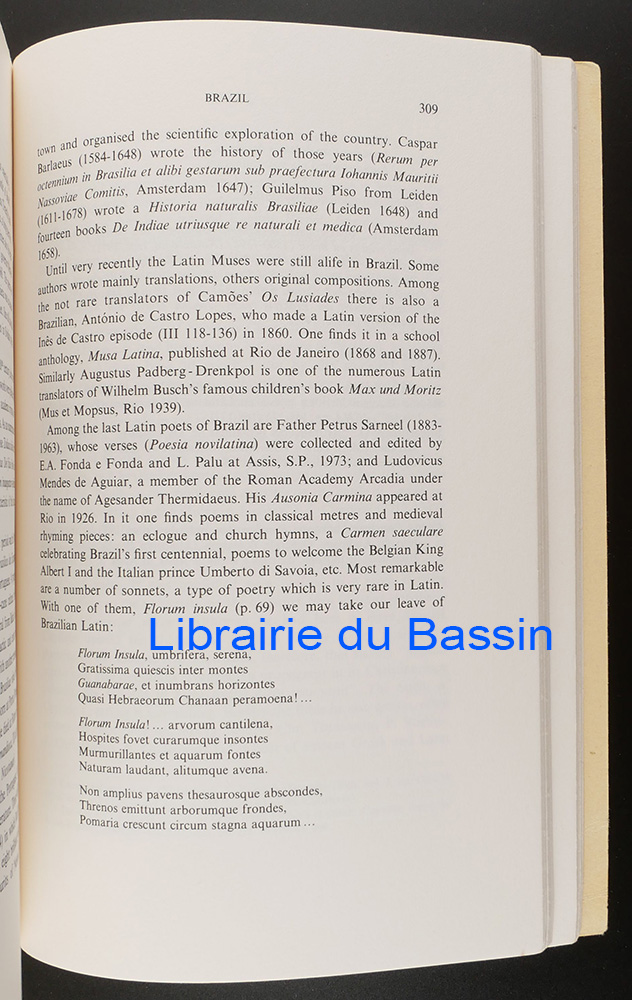 BRAZIL
309
town and organised the scientific exploration of the country. Caspar
Barlaeus (1584-1648) wrote the history of those years (Rerum per
octennium in Brasilia et alibi gestarum sub praefectura Iohannis Mauritii
Nassoviae Comitis, Amsterdam 1647); Guilelmus Piso from Leiden
(1611-1678) wrote a Historia naturalis Brasiliae (Leiden 1648) and
fourteen books De Indiae utriusque re naturali et medica (Amsterdam
1658).
Until very recently the Latin Muses were still alife in Brazil. Some
authors wrote mainly translations, others original compositions. Among
the not rare translators of Camões' Os Lusiades there is also a
Brazilian, António de Castro Lopes, who made a Latin version of the
Inês de Castro episode (III 118-136) in 1860. One finds it in a school
anthology, Musa Latina, published at Rio de Janeiro (1868 and 1887).
Similarly Augustus Padberg-Drenkpol is one of the numerous Latin
translators of Wilhelm Busch's famous children's book Max und Moritz
(Mus et Mopsus, Rio 1939).
Among the last Latin poets of Brazil are Father Petrus Sarneel (1883-
1963), whose verses (Poesia novilatina) were collected and edited by
E.A. Fonda e Fonda and L. Palu at Assis, S.P., 1973; and Ludovicus
Mendes de Aguiar, a member of the Roman Academy Arcadia under
the name of Agesander Thermidaeus. His Ausonia Carmina appeared at
Rio in 1926. In it one finds poems in classical metres and medieval
rhyming pieces: an eclogue and church hymns, a Carmen saeculare
celebrating Brazil's first centennial, poems to welcome the Belgian King
Albert I and the Italian prince Umberto di Savoia, etc. Most remarkable
are a number of sonnets, a type of poetry which is very rare in Latin.
With one of them, Florum insula (p. 69) we may take our leave of
Brazilian Latin:
Librairie du Bassin
Florum Insula, umbrifera, serena,
Gratissima quiescis inter montes
Guanabarae, et inumbrans horizontes
Quasi Hebraeorum Chanaan peramoena!...
Florum Insula!... arvorum cantilena,
Hospites fovet curarumque insontes
Murmurillantes et aquarum fontes
Naturam laudant, alitumque avena.
Non amplius pavens thesaurosque abscondes,
Threnos emittunt arborumque frondes,
Pomaria crescunt circum stagna aquarum...